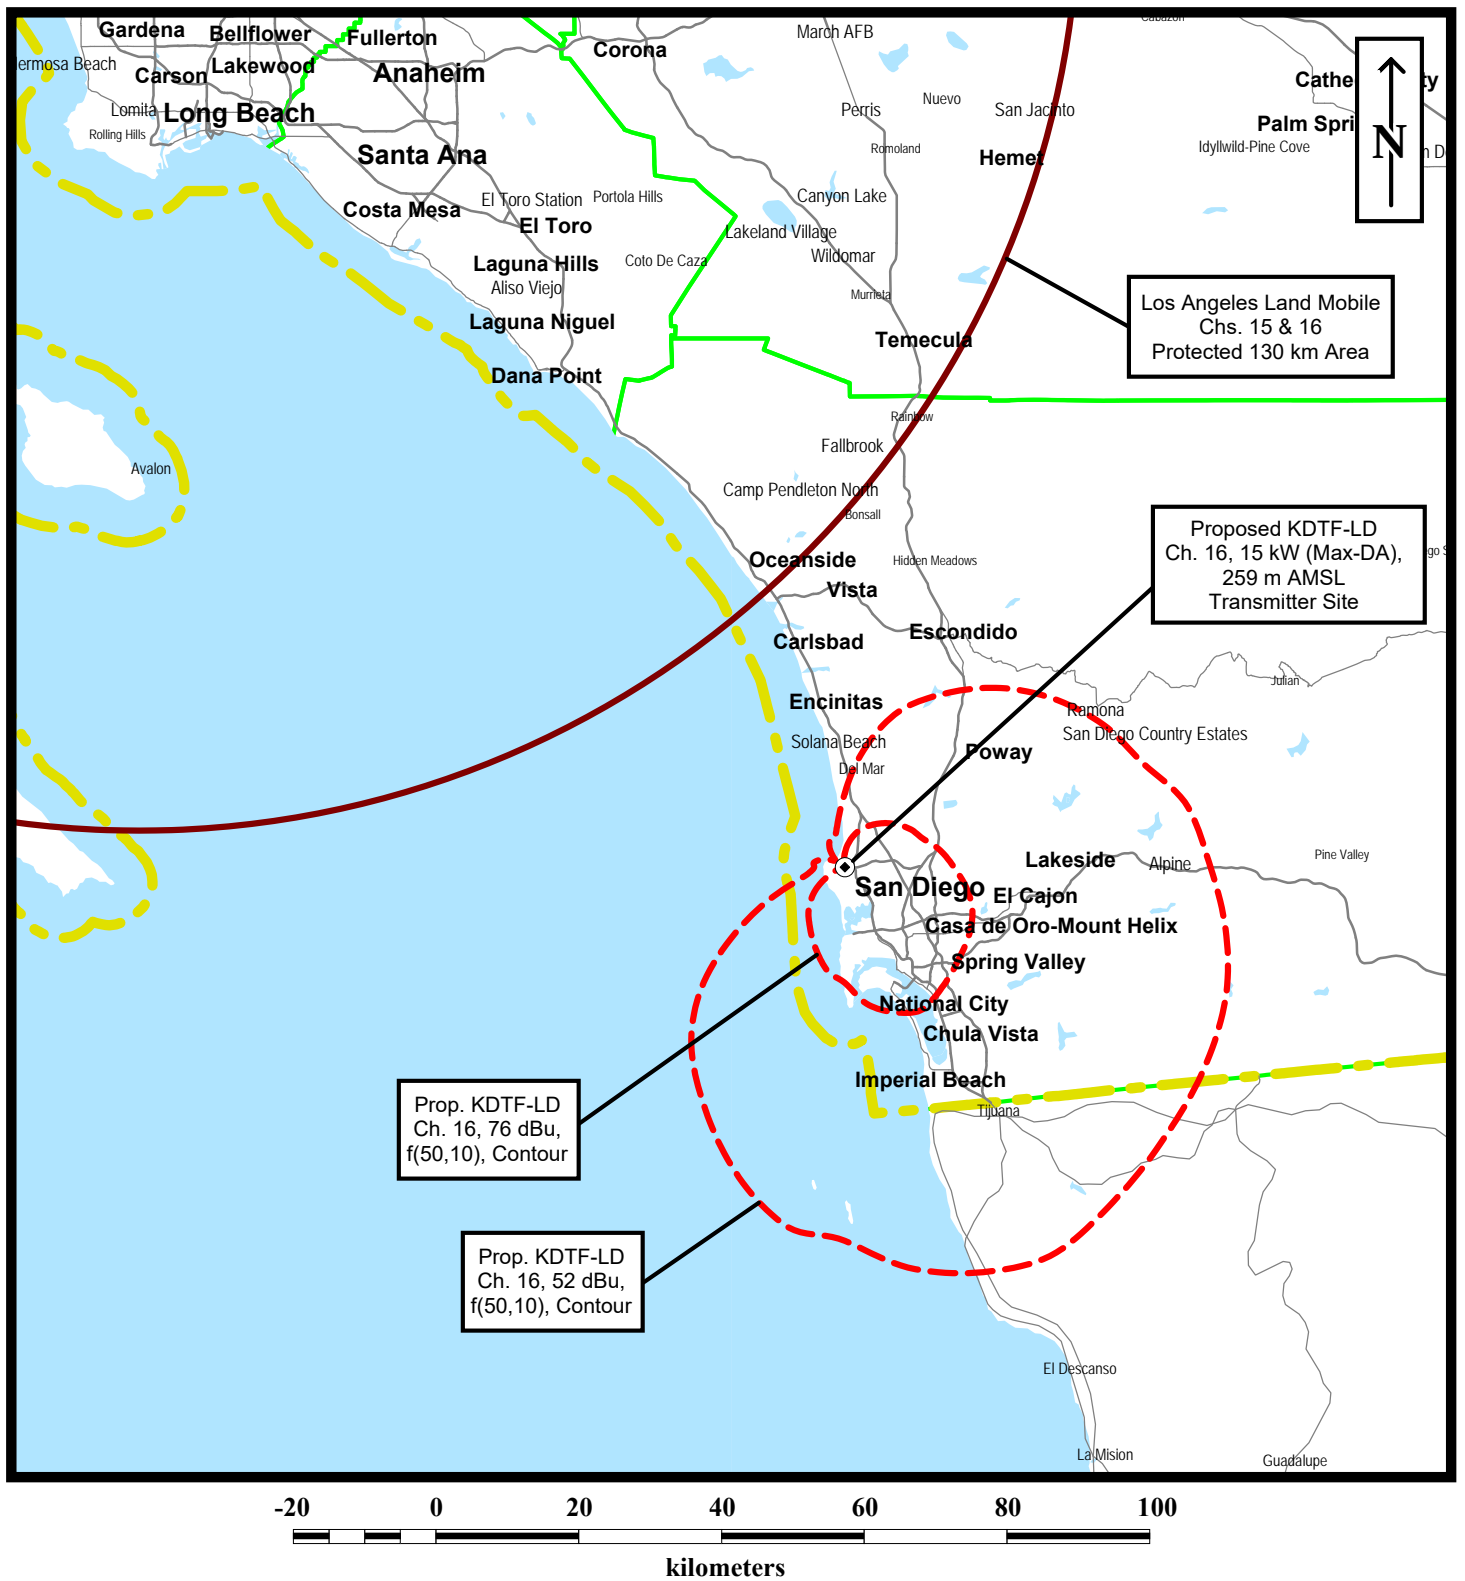 Gardena
Bellflower
Fullerton
Corona
March AFB
Cabazon
ermosa Beach
Carson
Lakewood
Anaheim
Lomita
Long Beach
Rolling Hills
Santa Ana
Perris
Nuevo
San Jacinto
Romoland
Hemet
Cathe
ty
Palm Spri
Idyllwild-Pine Cove
N
Costa Mesa
El Toro Station
Portola Hills
El Toro
Canyon Lake
Lakeland Village
Wildomar
Laguna Hills
Coto De Caza
Aliso Viejo
Murrieta
Laguna Niguel
Temecula
Dana Point
Los Angeles Land Mobile
Chs. 15 & 16
Protected 130 km Area
Rainbow
Fallbrook
Avalon
Camp Pendleton North
Bonsall
Proposed KDTF-LD
Ch. 16, 15 kW (Max-DA),
259 m AMSL
Transmitter Site
Oceanside
Hidden Meadows
Vista
Carlsbad
Escondido
Encinitas
Julian
Ramona
Solana Beach
Poway
San Diego Country Estates
Del Mar
Lakeside
Alpine
Pine Valley
San Diego
El Cajon
Casa de Oro-Mount Helix
Spring Valley
National City
Chula Vista
Imperial Beach
Tijuana
Prop. KDTF-LD
Ch. 16, 76 dBu,
f(50,10), Contour
Prop. KDTF-LD
Ch. 16, 52 dBu,
f(50,10), Contour
El Descanso
La Mision
Guadalupe
-20 0 20 40 60 80 100
kilometers